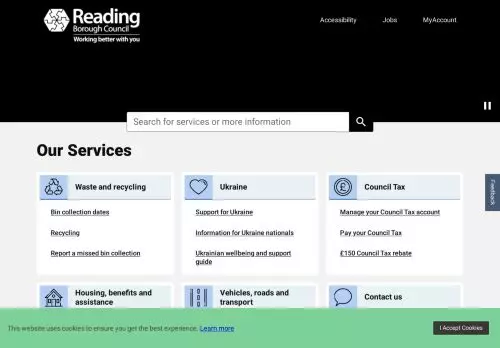 Reading
Borough Council
Working better with you
Accessibility
Jobs
MyAccount
Search for services or more information
Our Services
Waste and recycling
Bin collection dates
Recycling
Report a missed bin collection
Ukraine
Support for Ukraine
Information for Ukraine nationals
Ukrainian wellbeing and support
guide
Council Tax
Manage your Council Tax account
Pay your Council Tax
£150 Council Tax rebate
Feedback
Housing, benefits and
assistance
Vehicles, roads and
transport
Contact us
This website uses cookies to ensure you get the best experience. Learn more
I Accept Cookies